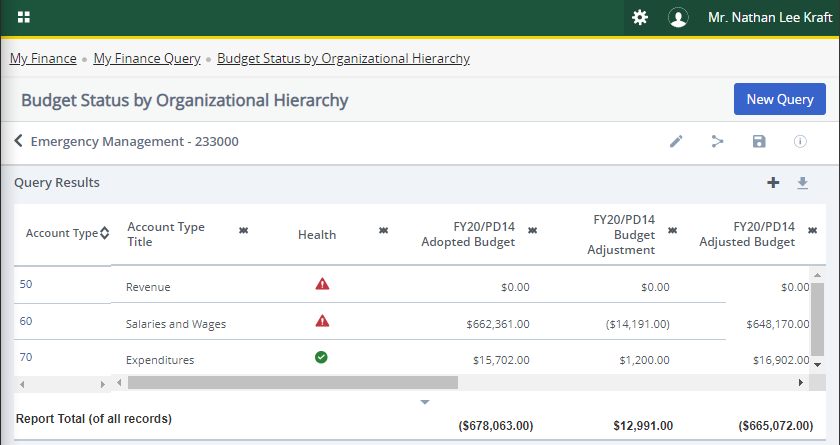 Mr. Nathan Lee Kraft
My Finance • My Finance Query • Budget Status by Organizational Hierarchy
Budget Status by Organizational Hierarchy
New Query
Emergency Management - 233000
Query Results
Account Type
Account Type
Title
Health
FY20/PD14
Adopted Budget
FY20/PD14
Budget
Adjustment
FY20/PD14
Adjusted Budget
50 Revenue $0.00 $0.00 $0.00
60 Salaries and Wages $662,361.00 ($14,191.00) $648,170.00
70 Expenditures $15,702.00 $1,200.00 $16,902.00
Report Total (of all records) ($678,063.00) $12,991.00 ($665,072.00)